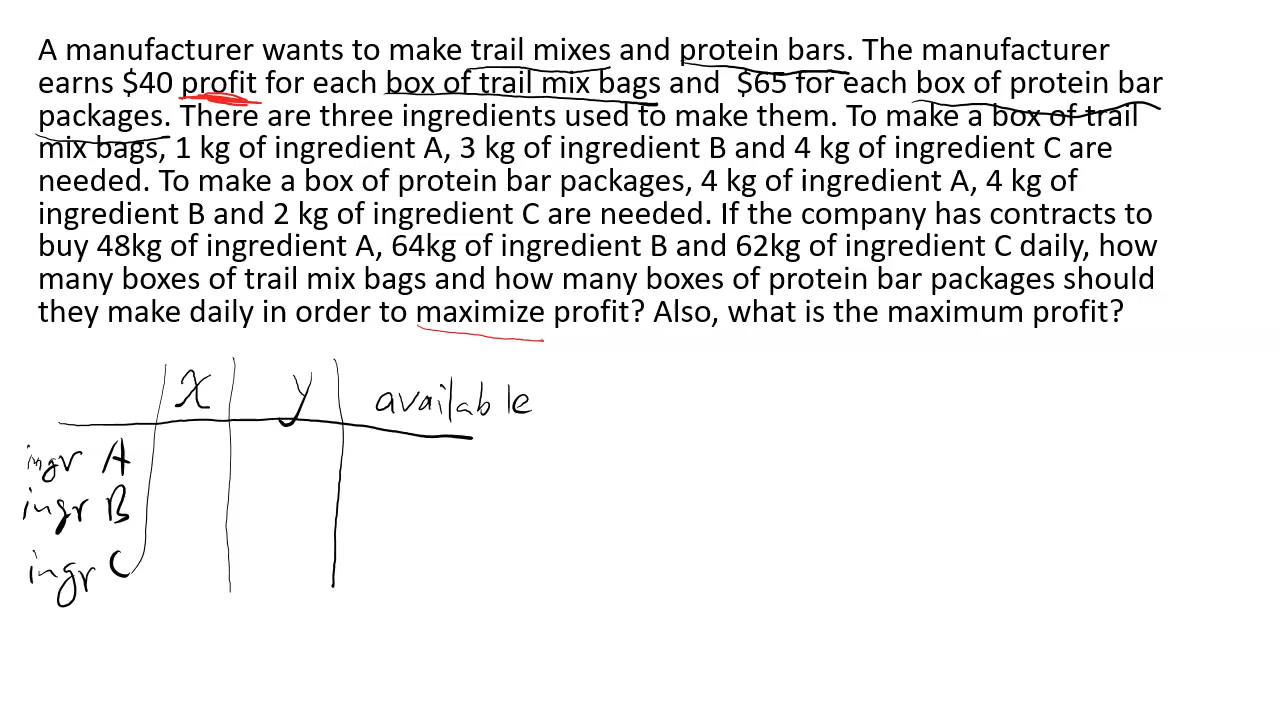 A manufacturer wants to make trail mixes and protein bars. The manufacturer
earns $40 profit for each box of trail mix bags and  $65 for each box of protein bar
packages. There are three ingredients used to make them. To make a box of trail
mix bags, 1 kg of ingredient A, 3 kg of ingredient B and 4 kg of ingredient C are
needed. To make a box of protein bar packages, 4 kg of ingredient A, 4 kg of
ingredient B and 2 kg of ingredient C are needed. If the company has contracts to
buy 48kg of ingredient A, 64kg of ingredient B and 62kg of ingredient C daily, how
many boxes of trail mix bags and how many boxes of protein bar packages should
they make daily in order to maximize profit? Also, what is the maximum profit?
x y available
ingr A
ingr B
ingr C